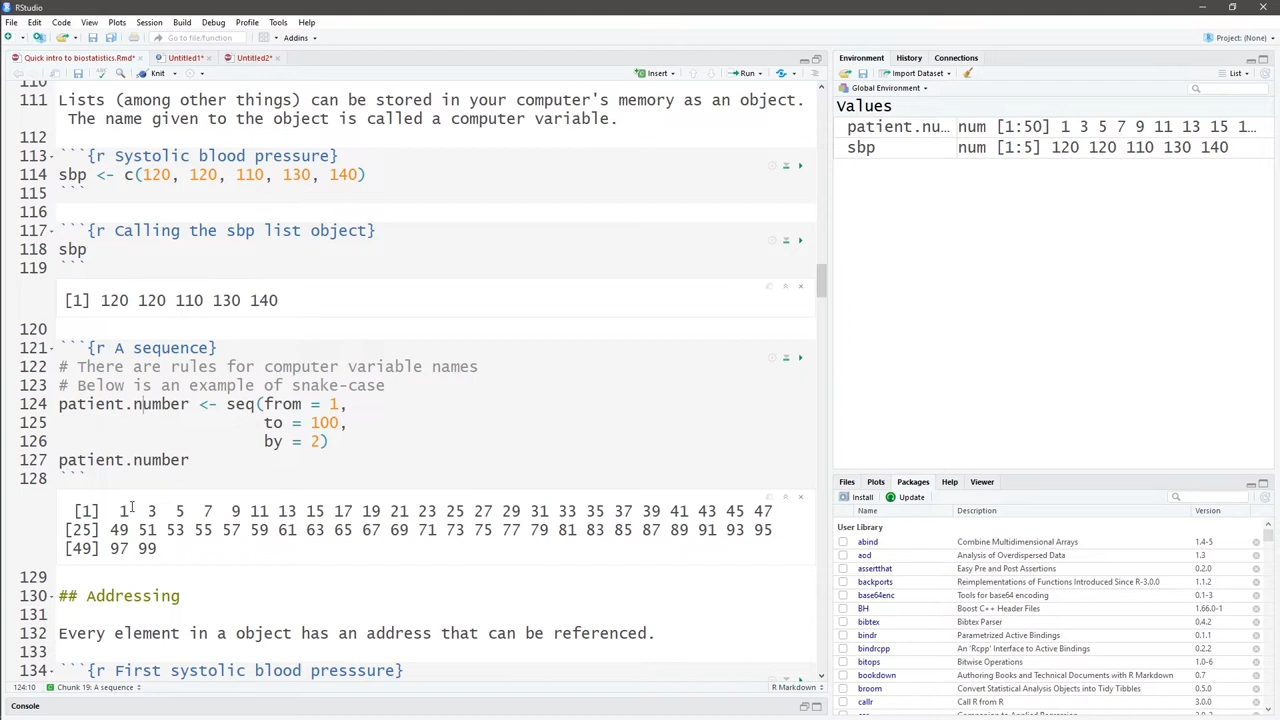 RStudio
File Edit Code View Plots Session Build Debug Profile Tools Help
Go to file/function Addins Project: (None)
Quick intro to biostatistics.Rmd* Untitled1* Untitled2*
Knit Insert Run
110
111 Lists (among other things) can be stored in your computer's memory as an object.
The name given to the object is called a computer variable.
112
113 ```{r Systolic blood pressure}
114 sbp <- c(120, 120, 110, 130, 140)
115 ```
116
117 ```{r Calling the sbp list object}
118 sbp
119 ```
[1] 120 120 110 130 140
120
121 ```{r A sequence}
122 # There are rules for computer variable names
123 # Below is an example of snake-case
124 patient.number <- seq(from = 1,
125 to = 100,
126 by = 2)
127 patient.number
128 ```
[1] 1 3 5 7 9 11 13 15 17 19 21 23 25 27 29 31 33 35 37 39 41 43 45 47
[25] 49 51 53 55 57 59 61 63 65 67 69 71 73 75 77 79 81 83 85 87 89 91 93 95
[49] 97 99
129
130 ## Addressing
131
132 Every element in a object has an address that can be referenced.
133
134 ```{r First systolic blood presssure}
124:10 Chunk 19: A sequence R Markdown
Console
Environment History Connections
Import Dataset List
Global Environment
Values
patient.nu… num [1:50] 1 3 5 7 9 11 13 15 1…
sbp num [1:5] 120 120 110 130 140
Files Plots Packages Help Viewer
Install Update
Name Description Version
User Library
abind Combine Multidimensional Arrays 1.4-5
aod Analysis of Overdispersed Data 1.3
assertthat Easy Pre and Post Assertions 0.2.0
backports Reimplementations of Functions Introduced Since R-3.0.0 1.1.2
base64enc Tools for base64 encoding 0.1-3
BH Boost C++ Header Files 1.66.0-1
bibtex Bibtex Parser 0.4.2
bindr Parametrized Active Bindings 0.1.1
bindrcpp An 'Rcpp' Interface to Active Bindings 0.2.2
bitops Bitwise Operations 1.0-6
bookdown Authoring Books and Technical Documents with R Markdown 0.7
broom Convert Statistical Analysis Objects into Tidy Tibbles 0.5.0
callr Call R from R 3.0.0